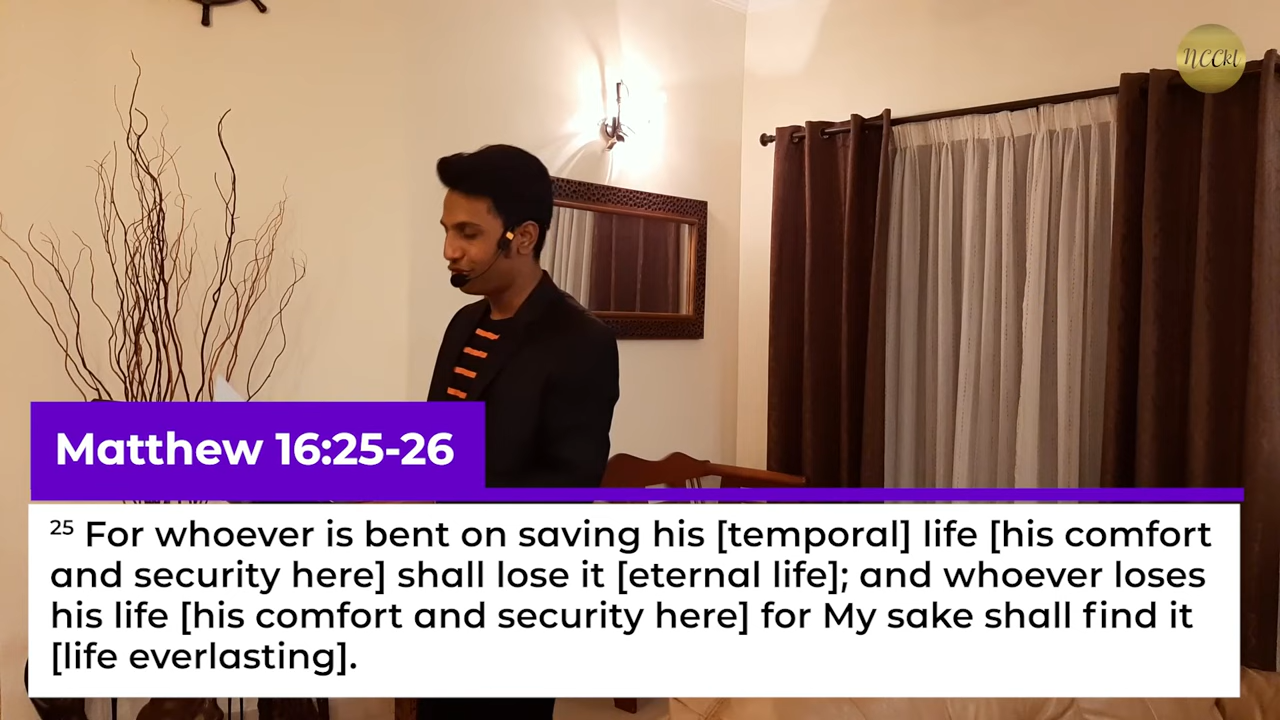 NCCkl
Matthew 16:25-26
25 For whoever is bent on saving his [temporal] life [his comfort
and security here] shall lose it [eternal life]; and whoever loses
his life [his comfort and security here] for My sake shall find it
[life everlasting].